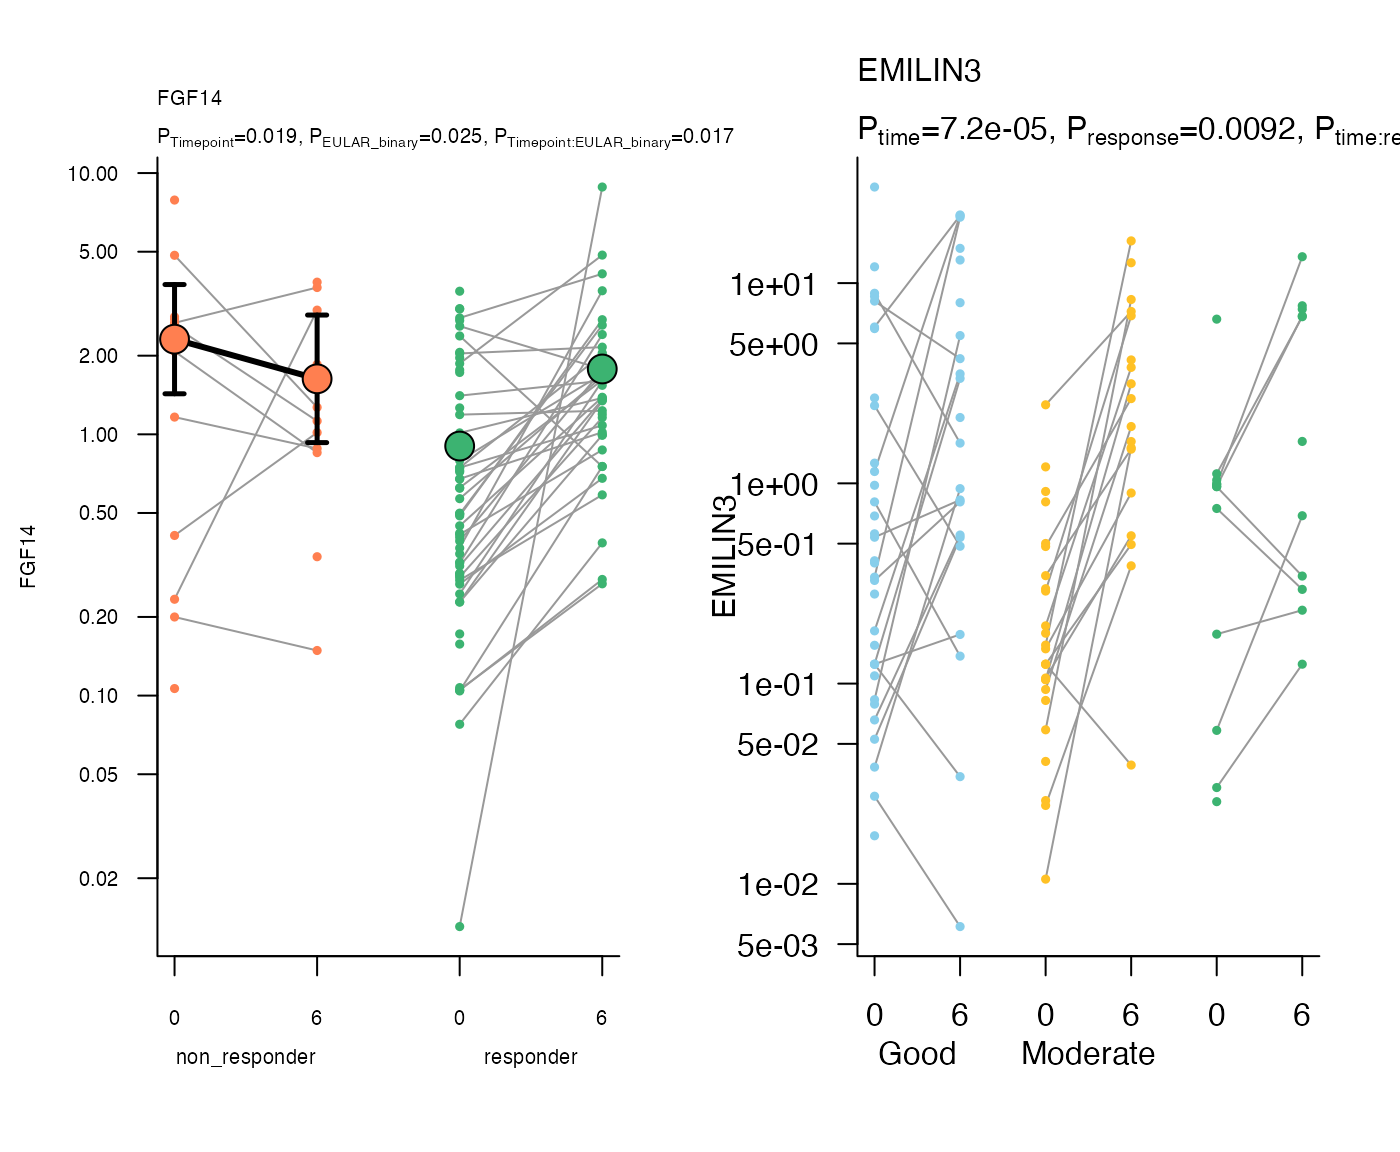 FGF14
PTimepoint=0.019, PEULAR_binary=0.025, PTimepoint:EULAR_binary=0.017
10.00
5.00
2.00
1.00
0.50
0.20
0.10
0.05
0.02
FGF14
0
6
0
6
non_responder
responder
EMILIN3
Ptime=7.2e-05, Presponse=0.0092, Ptime:re
1e+01
5e+00
1e+00
5e-01
1e-01
5e-02
1e-02
5e-03
EMILIN3
0
6
0
6
0
6
Good
Moderate